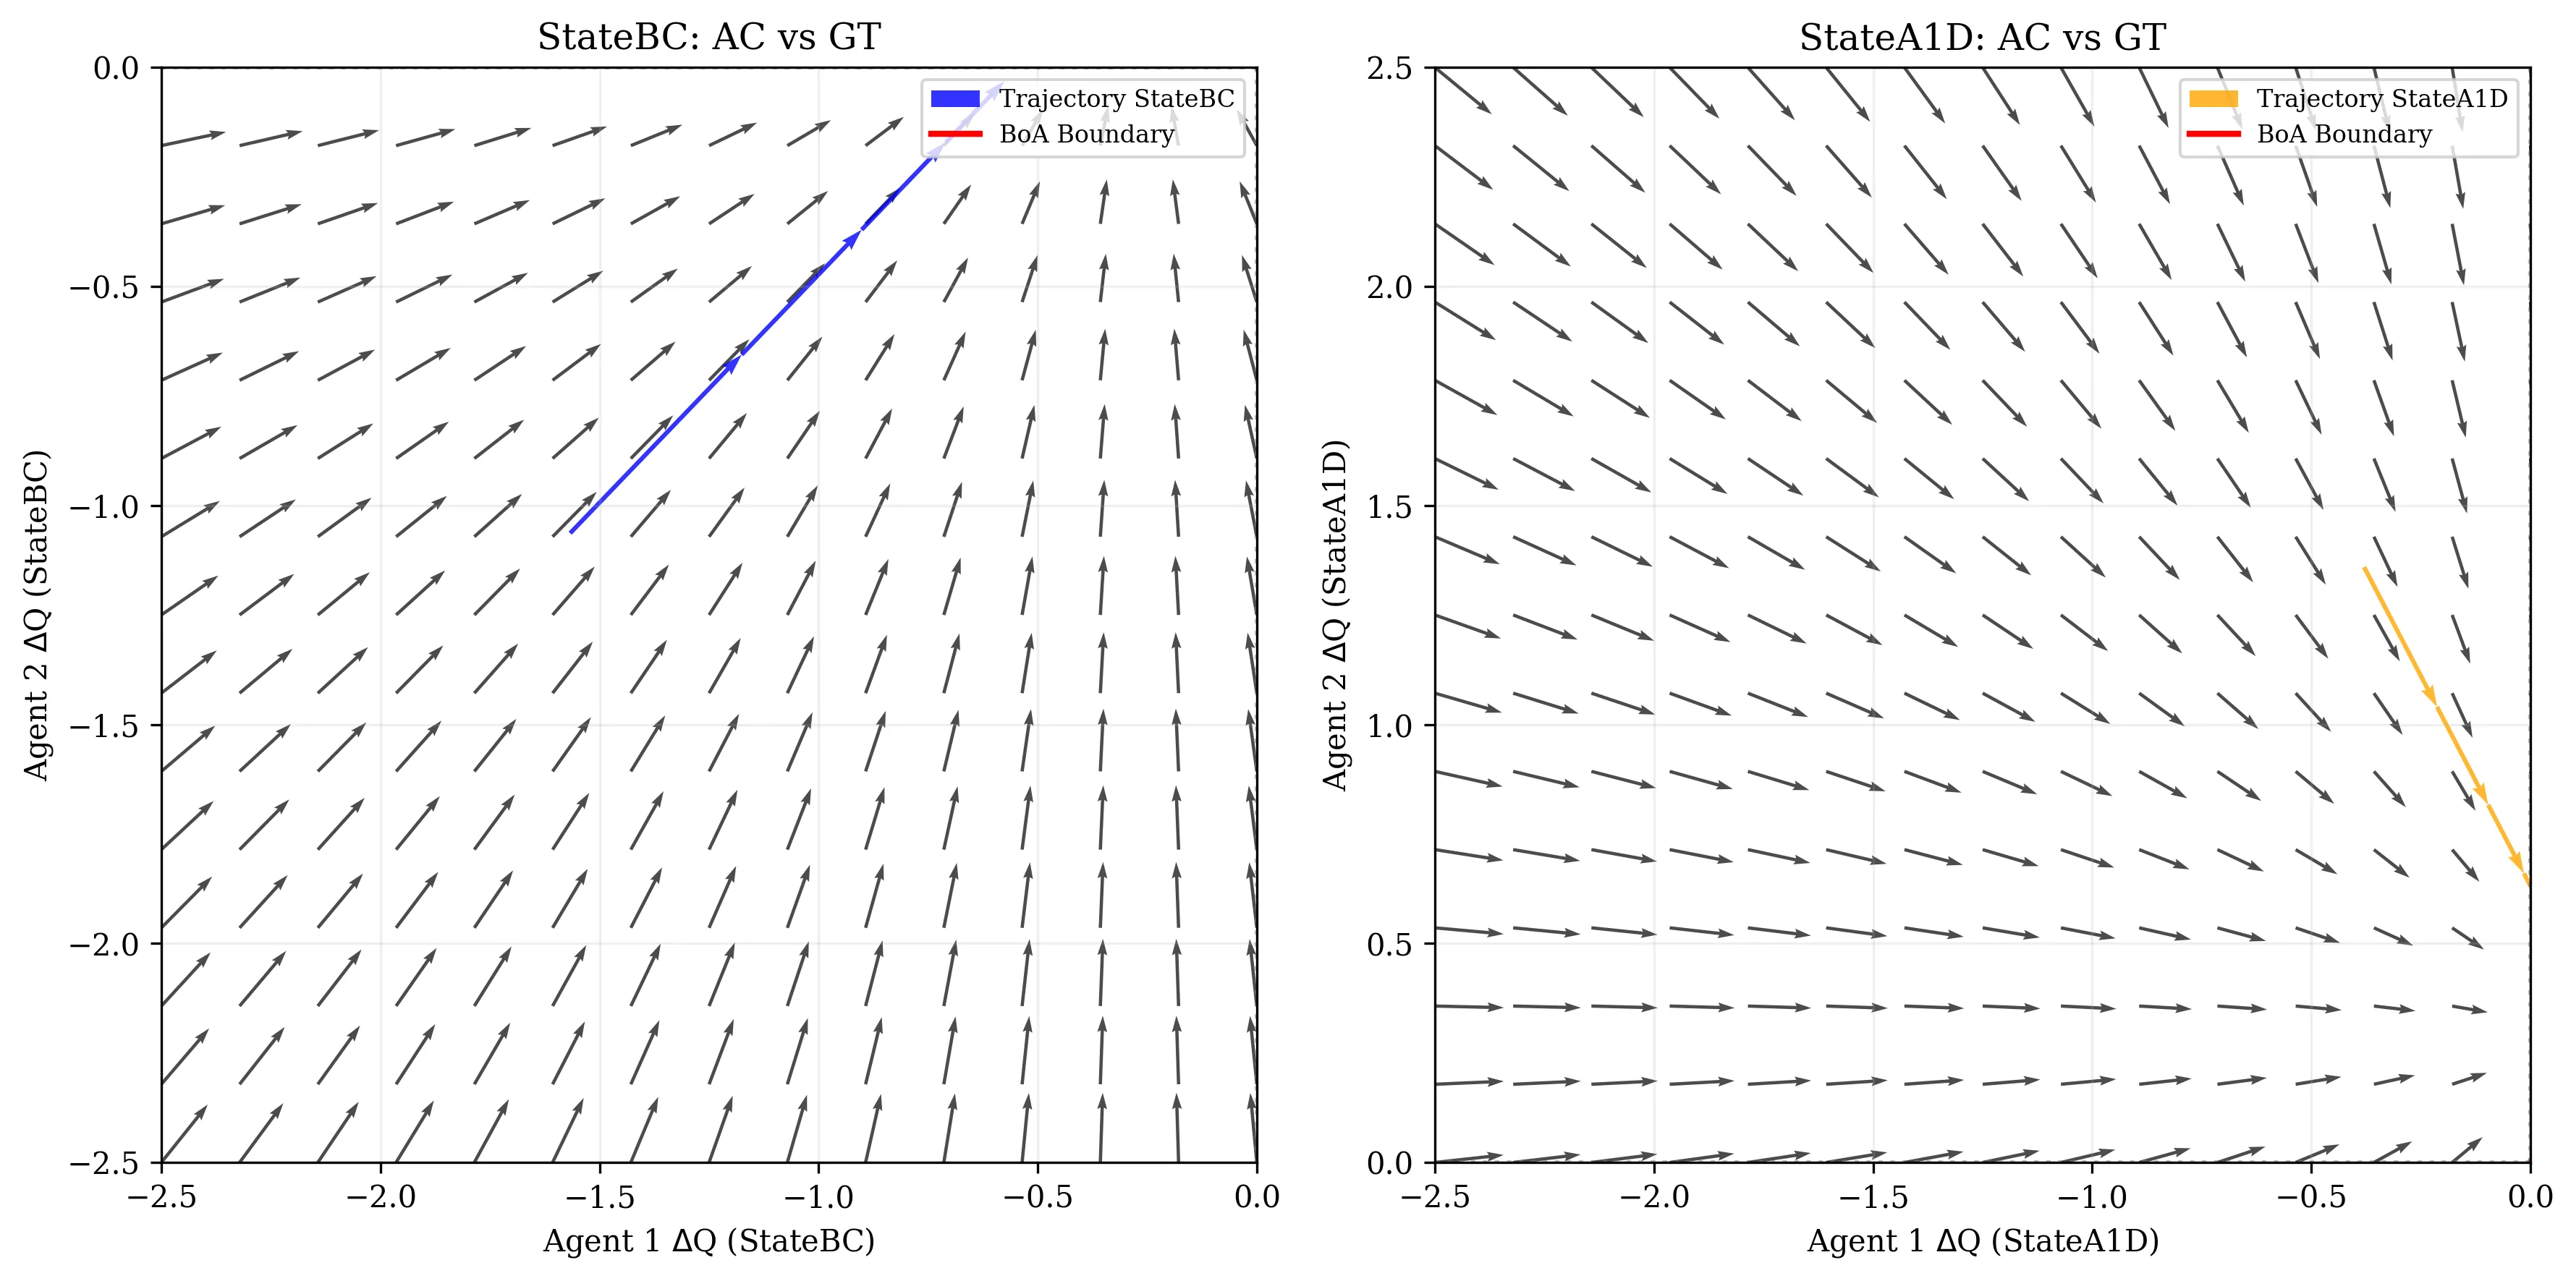 StateBC: AC vs GT
0.0
−0.5
−1.0
−1.5
−2.0
−2.5
Agent 2 ΔQ (StateBC)
Trajectory StateBC
BoA Boundary
−2.5 −2.0 −1.5 −1.0 −0.5 0.0
Agent 1 ΔQ (StateBC)
StateA1D: AC vs GT
2.5
2.0
1.5
1.0
0.5
0.0
Agent 2 ΔQ (StateA1D)
Trajectory StateA1D
BoA Boundary
−2.5 −2.0 −1.5 −1.0 −0.5 0.0
Agent 1 ΔQ (StateA1D)